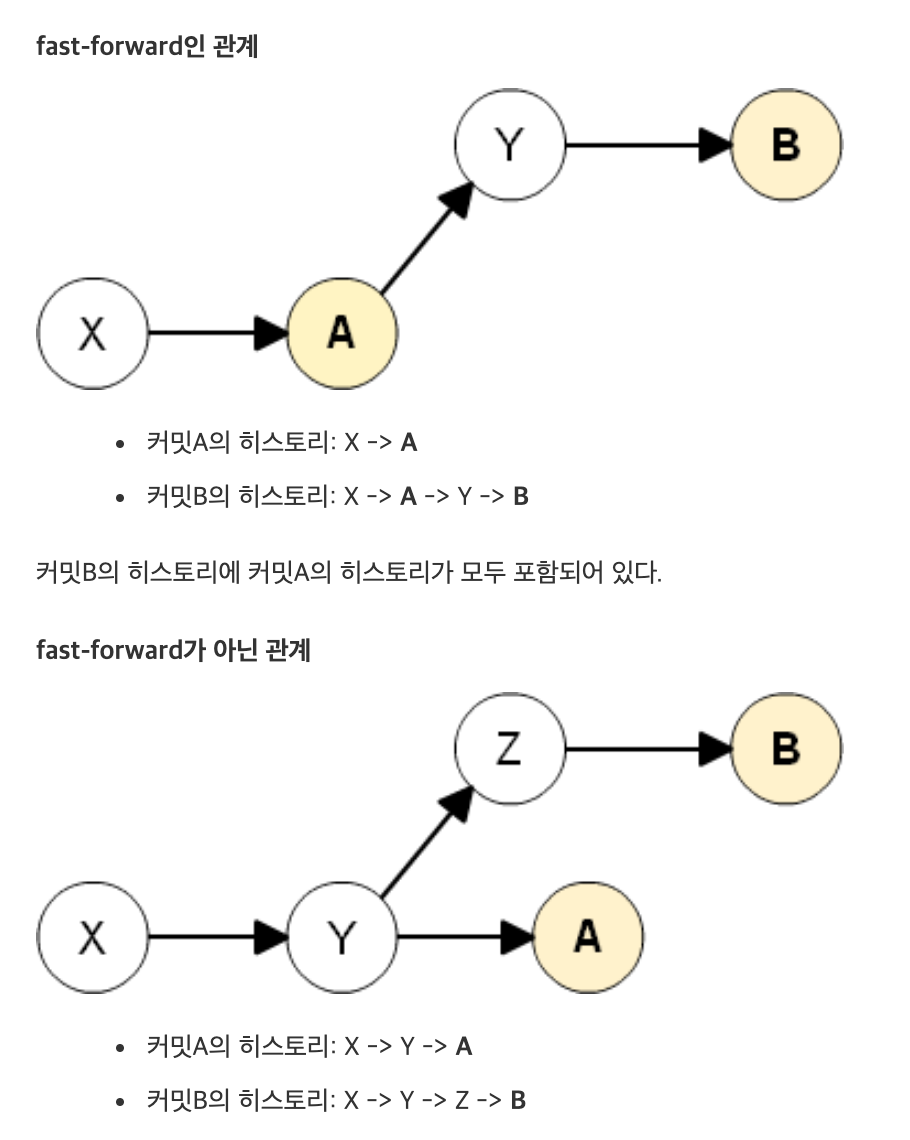 fast-forward인 관계
Y
B
X
A
• 커밋A의 히스토리: X -> A
• 커밋B의 히스토리: X -> A -> Y -> B
커밋B의 히스토리에 커밋A의 히스토리가 모두 포함되어 있다.
fast-forward가 아닌 관계
Z
B
X
Y
A
• 커밋A의 히스토리: X -> Y -> A
• 커밋B의 히스토리: X -> Y -> Z -> B